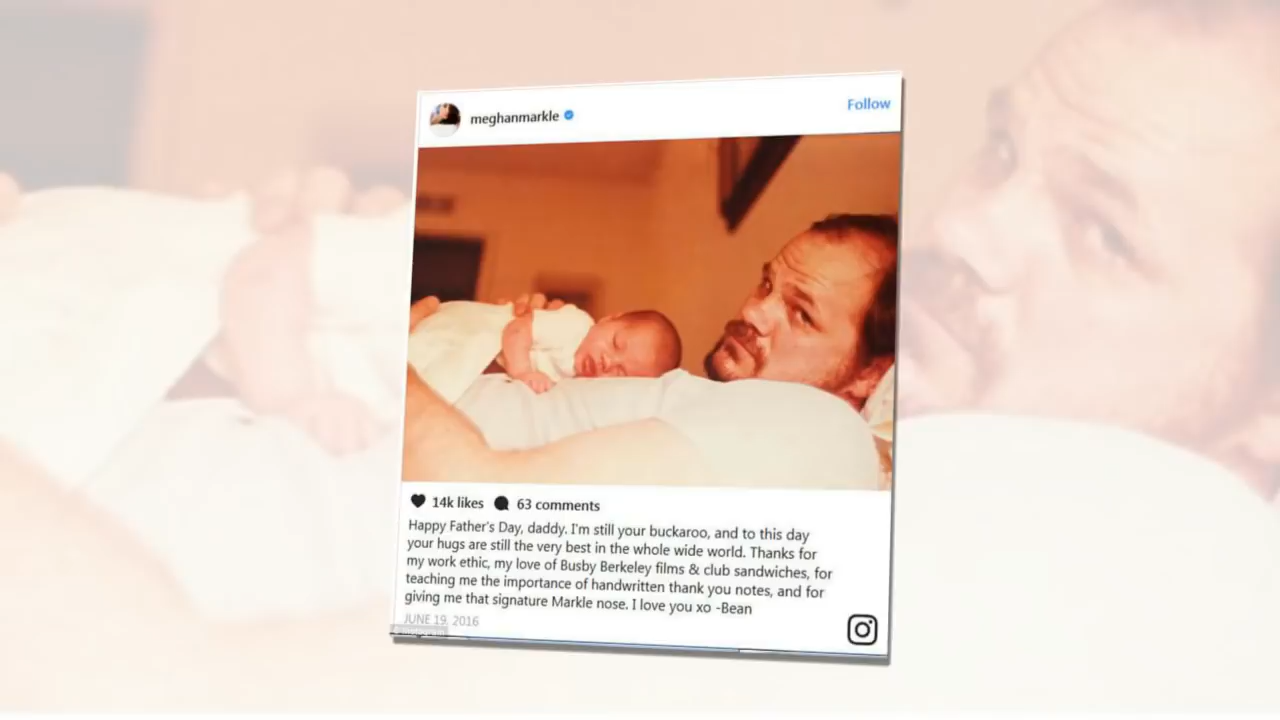 meghanmarkle
Follow
14k likes 63 comments
Happy Father's Day, daddy. I'm still your buckaroo, and to this day
your hugs are still the very best in the whole wide world. Thanks for
my work ethic, my love of Busby Berkeley films & club sandwiches, for
teaching me the importance of handwritten thank you notes, and for
giving me that signature Markle nose. I love you xo -Bean
JUNE 19, 2016